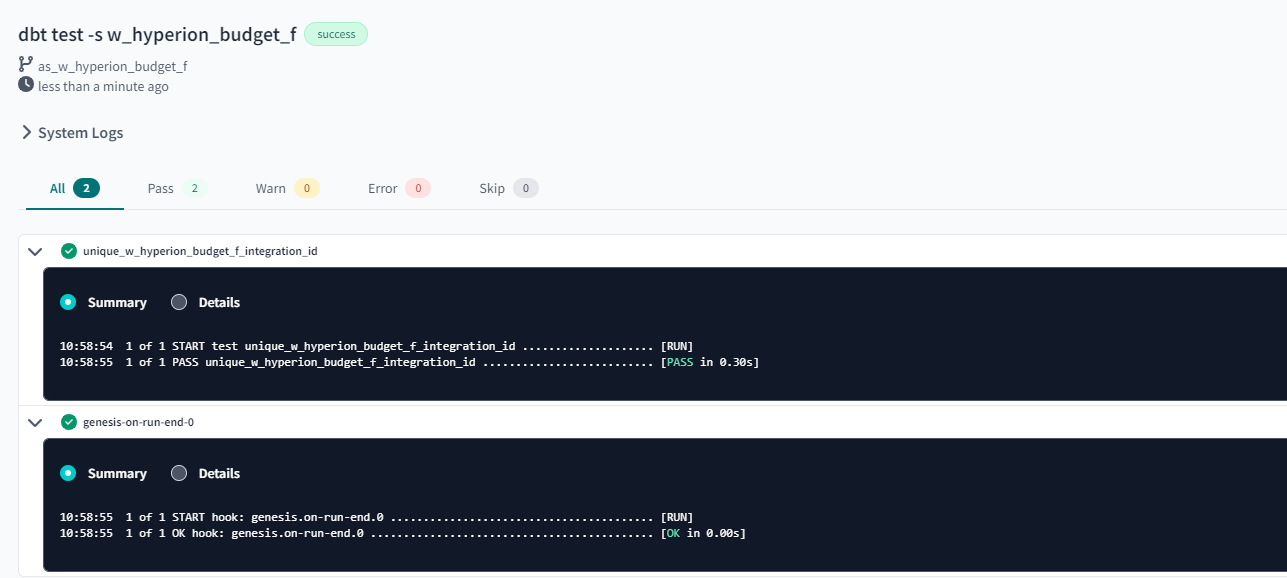 dbt test -s w_hyperion_budget_f success
as_w_hyperion_budget_f
less than a minute ago
System Logs
All 2 Pass 2 Warn 0 Error 0 Skip 0
unique_w_hyperion_budget_f_integration_id
Summary Details
10:58:54 1 of 1 START test unique_w_hyperion_budget_f_integration_id .................... [RUN]
10:58:55 1 of 1 PASS unique_w_hyperion_budget_f_integration_id .......................... [PASS in 0.30s]
genesis-on-run-end-0
Summary Details
10:58:55 1 of 1 START hook: genesis.on-run-end.0 ........................................ [RUN]
10:58:55 1 of 1 OK hook: genesis.on-run-end.0 ........................................... [OK in 0.00s]